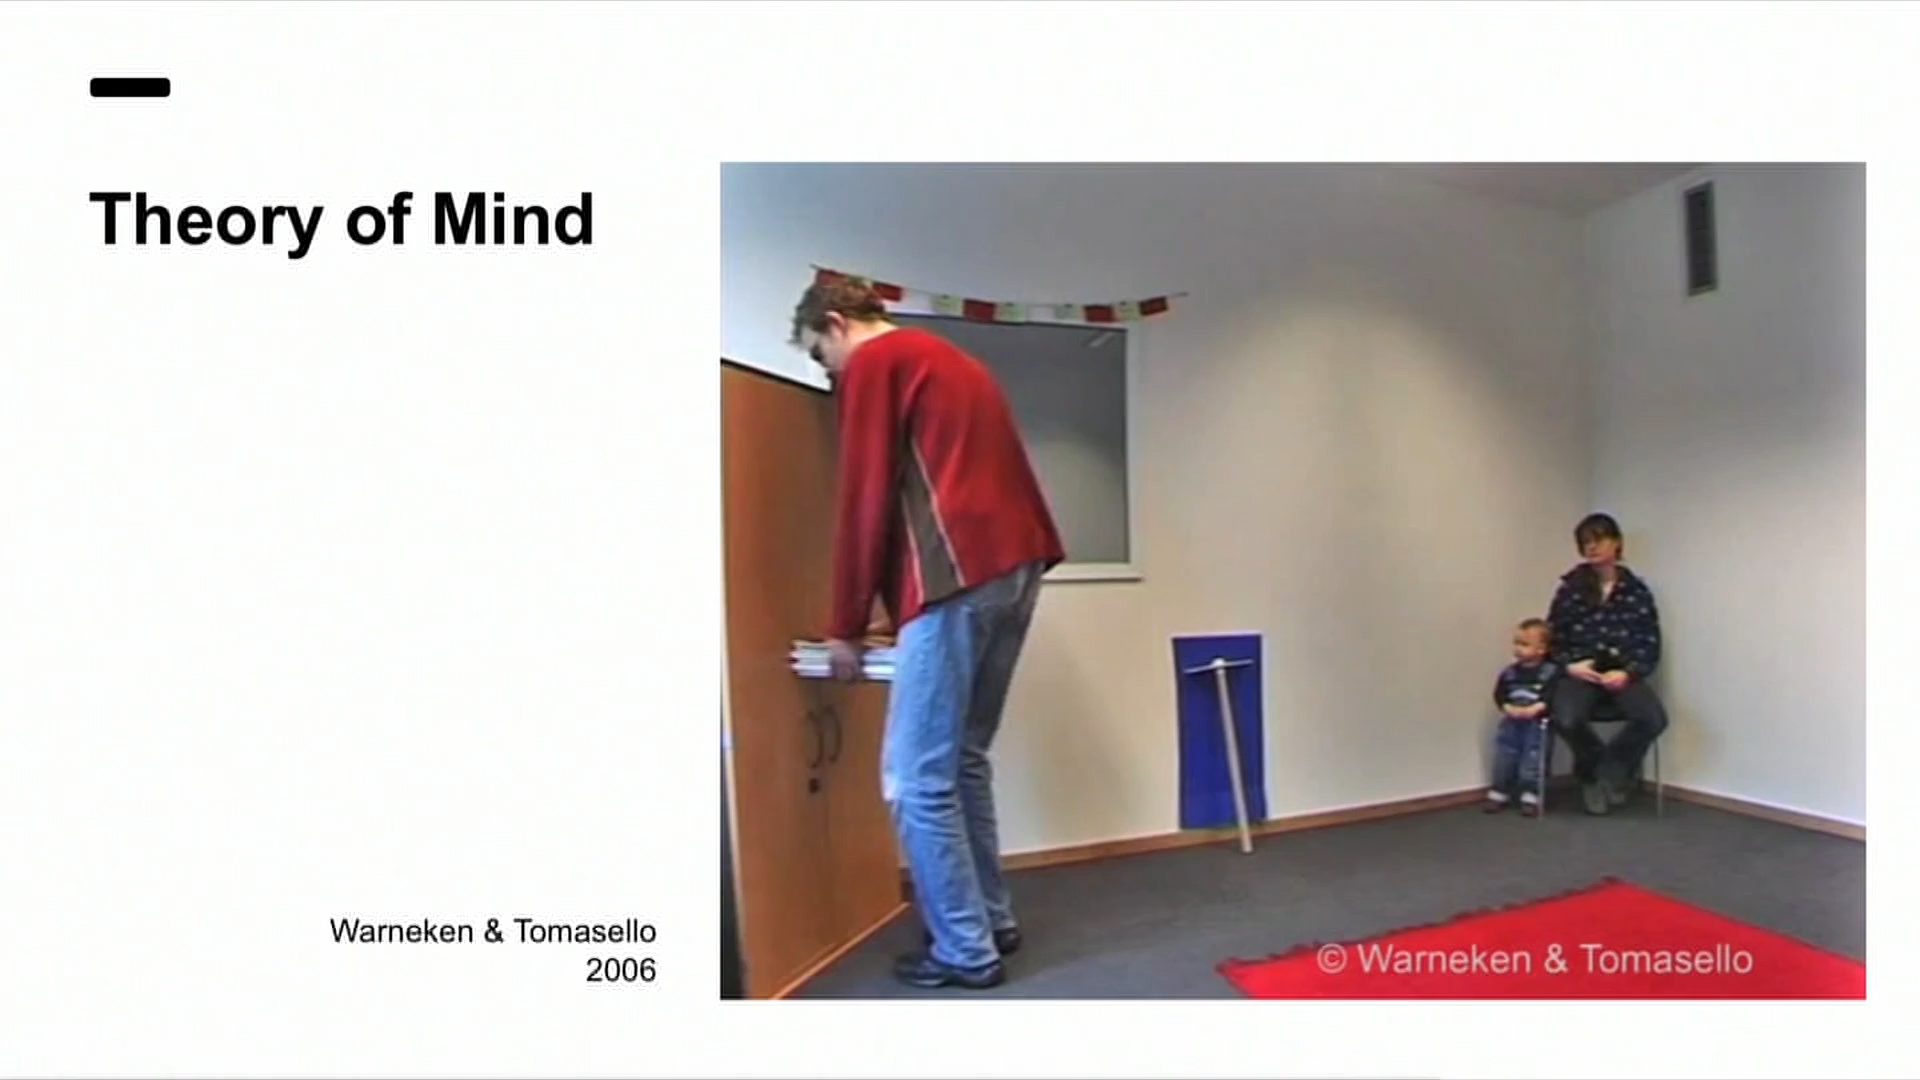 Theory of Mind
Warneken & Tomasello
2006
© Warneken & Tomasello